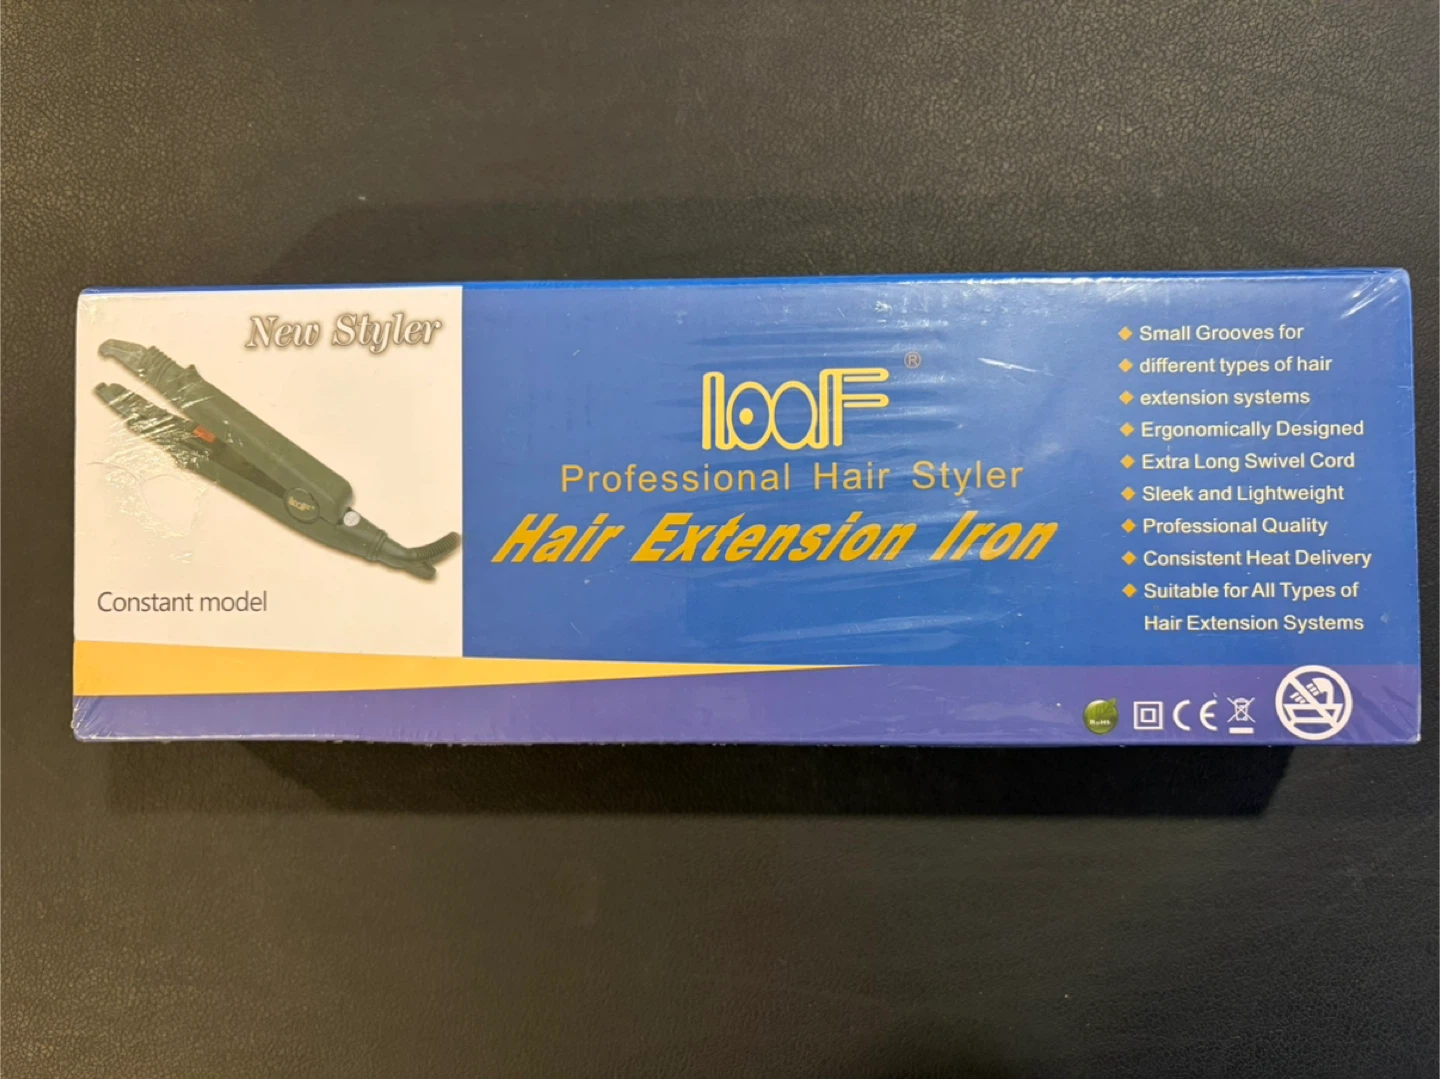 New Styler
Constant model
loof ®
Professional Hair Styler
Hair Extension Iron
Small Grooves for
different types of hair
extension systems
Ergonomically Designed
Extra Long Swivel Cord
Sleek and Lightweight
Professional Quality
Consistent Heat Delivery
Suitable for All Types of
Hair Extension Systems
RoHS
CE